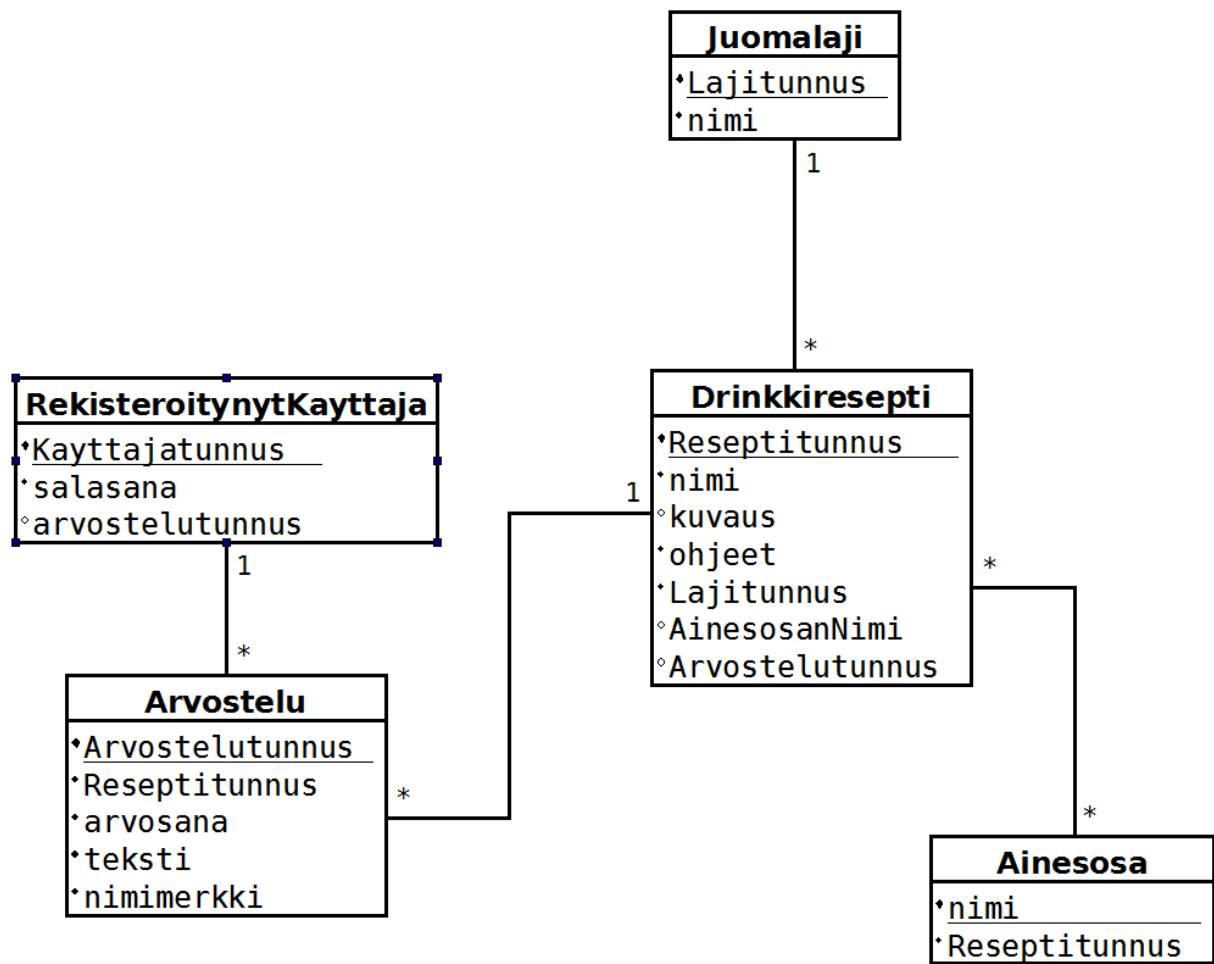 Juomalaji
Lajitunnus
nimi
1
*
RekisteroitynytKayttaja
Kayttajatunnus
salasana
arvostelutunnus
1
*
Drinkkiresepti
Reseptitunnus
nimi
kuvaus
ohjeet
Lajitunnus
AinesosanNimi
Arvostelutunnus
1
*
Arvostelu
Arvostelutunnus
Reseptitunnus
arvosana
teksti
nimimerkki
*
*
Ainesosa
nimi
Reseptitunnus